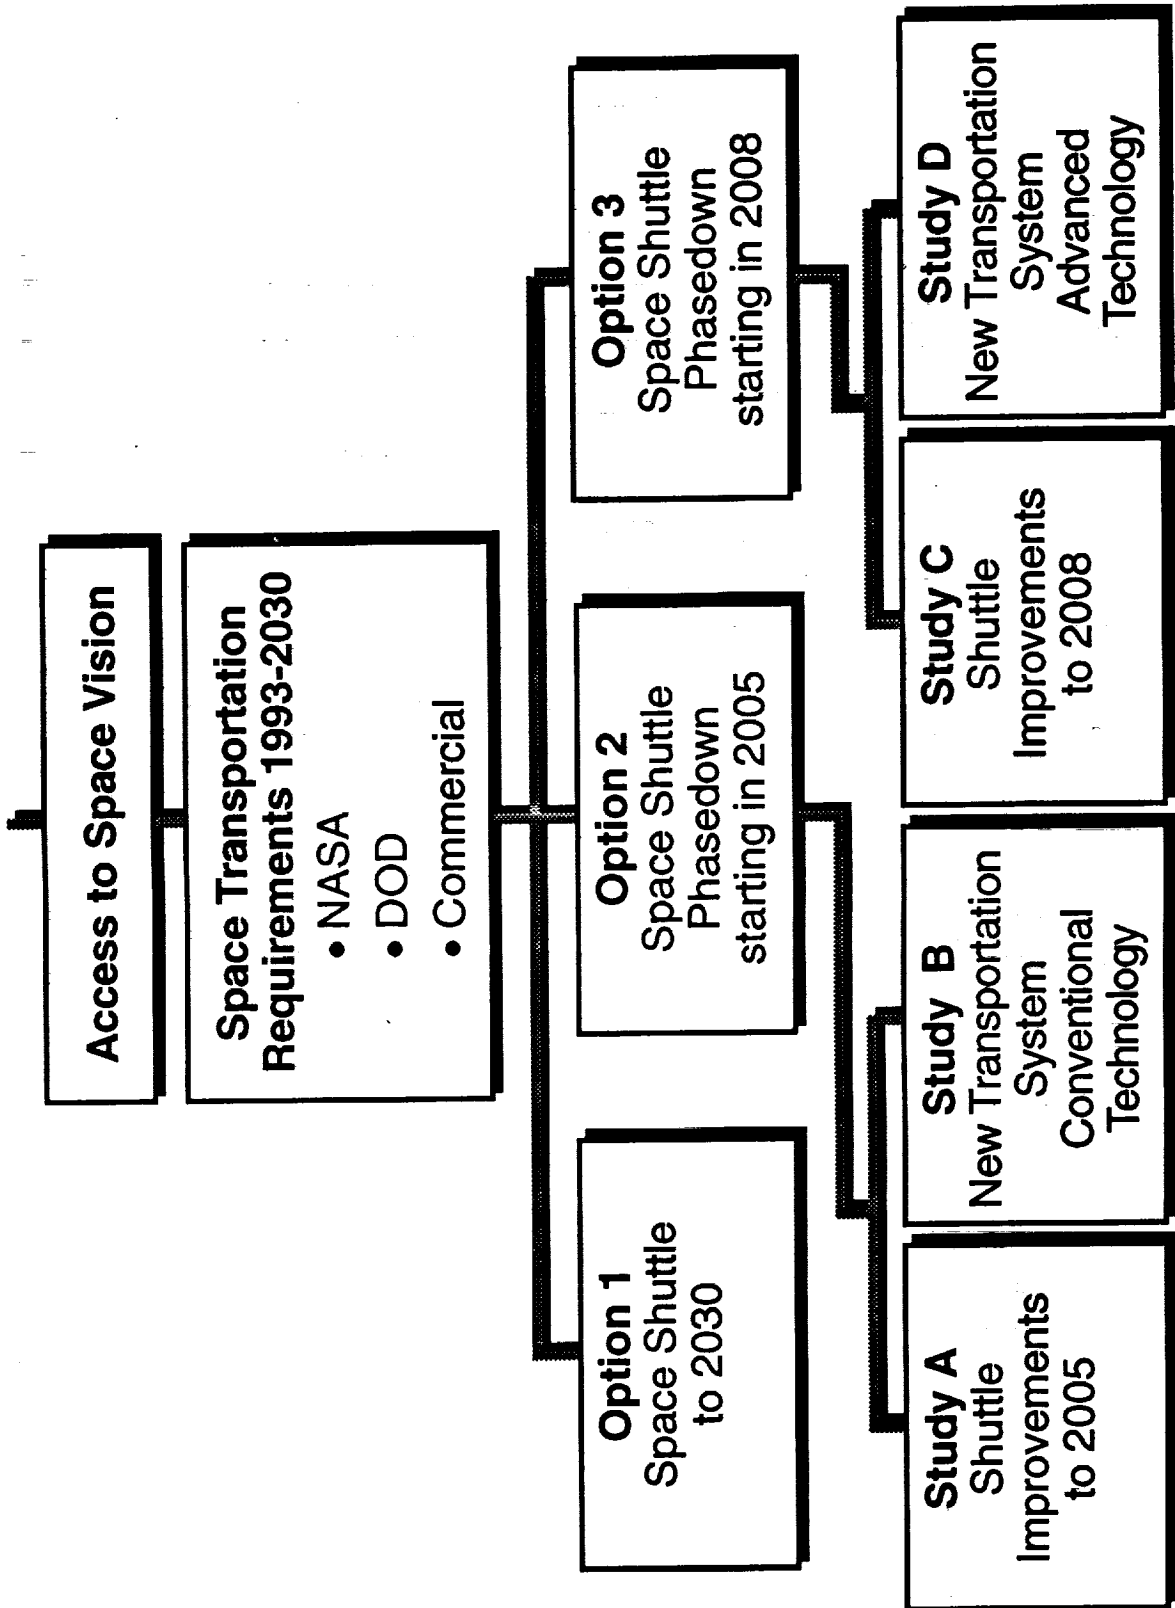 Access to Space Vision
Space Transportation
Requirements 1993-2030
• NASA
• DOD
• Commercial
Option 1
Space Shuttle
to 2030
Option 2
Space Shuttle
Phasedown
starting in 2005
Option 3
Space Shuttle
Phasedown
starting in 2008
Study A
Shuttle
Improvements
to 2005
Study B
New Transportation
System
Conventional
Technology
Study C
Shuttle
Improvements
to 2008
Study D
New Transportation
System
Advanced
Technology